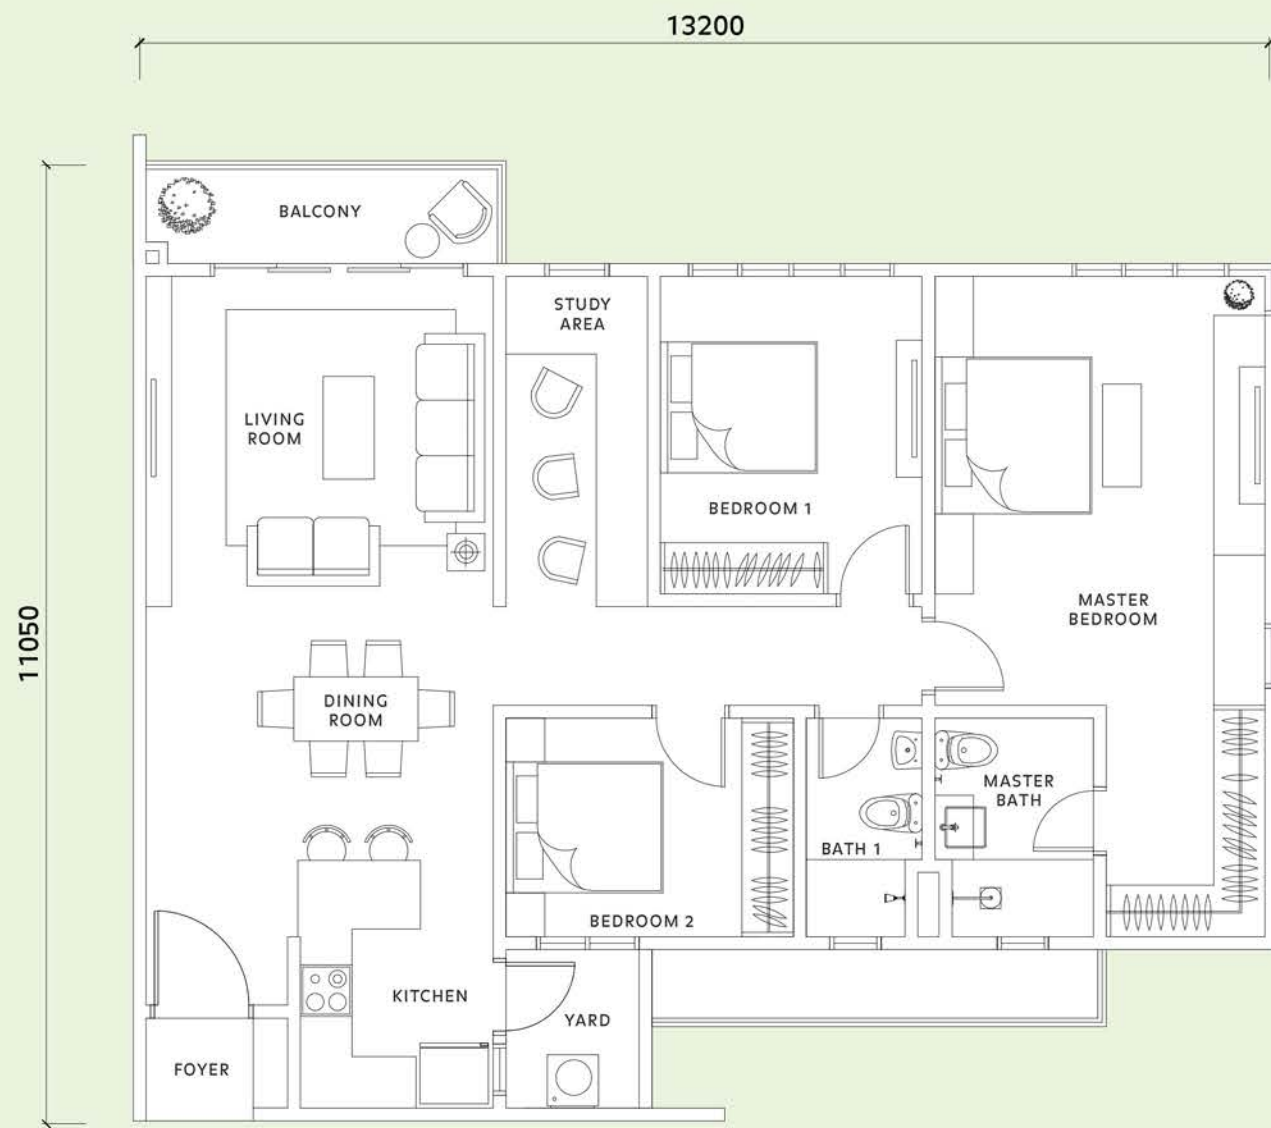 13200
BALCONY
STUDY
AREA
LIVING
ROOM
BEDROOM 1
MASTER
BEDROOM
11050
DINING
ROOM
MASTER
BATH
BATH 1
BEDROOM 2
KITCHEN
YARD
FOYER